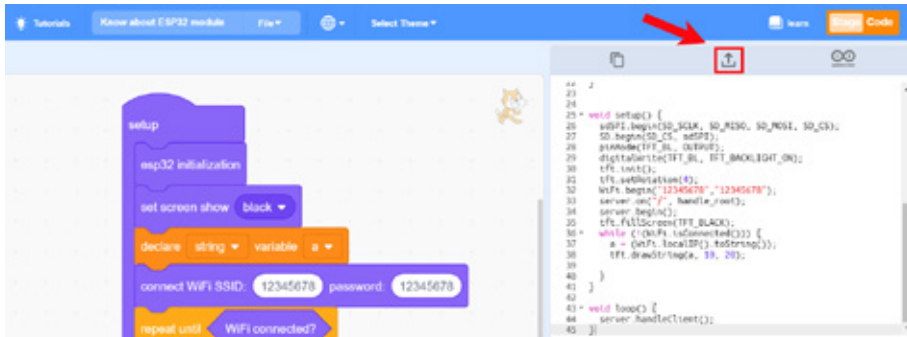 Tutorials
Know about ESP32 module
File
Select Theme
learn
Stage
Code
setup
esp32 initialization
set screen show black
declare string variable a
connect WiFi SSID: 12345678 password: 12345678
repeat until WiFi connected?
23
24
25 void setup() {
26 sdSPI.begin(SD_SCLK, SD_MISO, SD_MOSI, SD_CS);
27 SD.begin(SD_CS, sdSPI);
28 pinMode(TFT_BL, OUTPUT);
29 digitalWrite(TFT_BL, TFT_BACKLIGHT_ON);
30 tft.init();
31 tft.setRotation(4);
32 WiFi.begin("12345678","12345678");
33 server.on("/", handle_root);
34 server.begin();
35 tft.fillScreen(TFT_BLACK);
36 while (!(WiFi.isConnected())) {
37 a = (WiFi.localIP().toString());
38 tft.drawString(a, 10, 20);
39
40 }
41 }
42
43 void loop() {
44 server.handleClient();
45 }